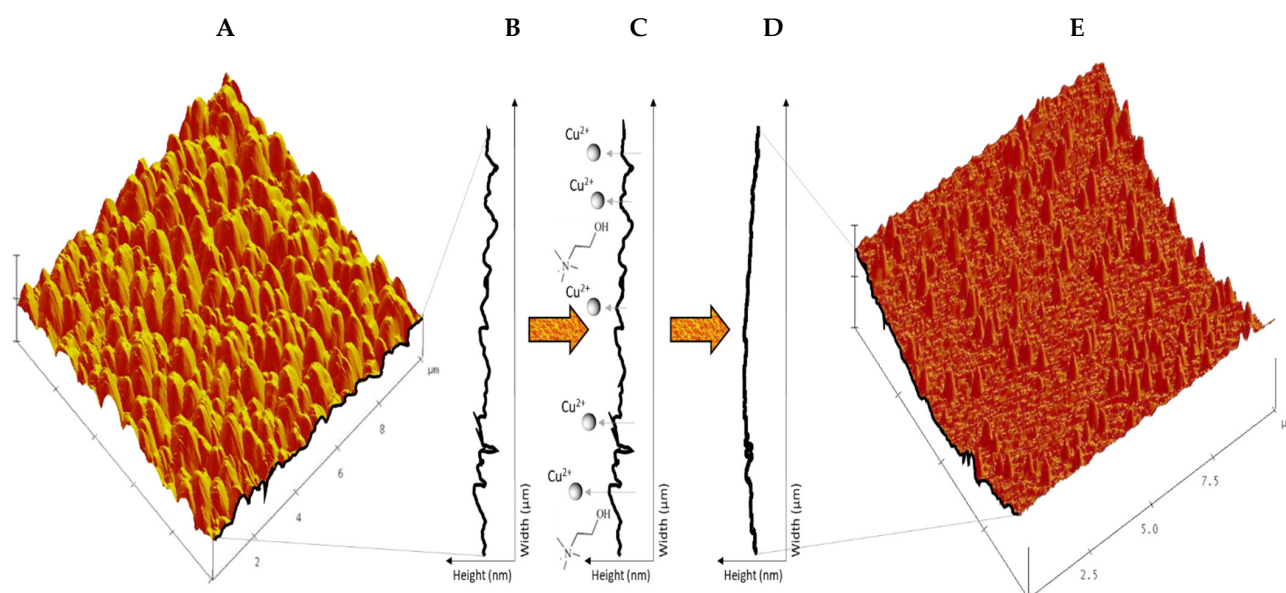 A B C D E
Cu2+
Cu2+
OH
N
Cu2+
Cu2+
Cu2+
OH
N
μm
8
6
4
2
Width (μm)
Height (nm)
Width (μm)
Height (nm)
Width (μm)
Height (nm)
7.5
5.0
2.5